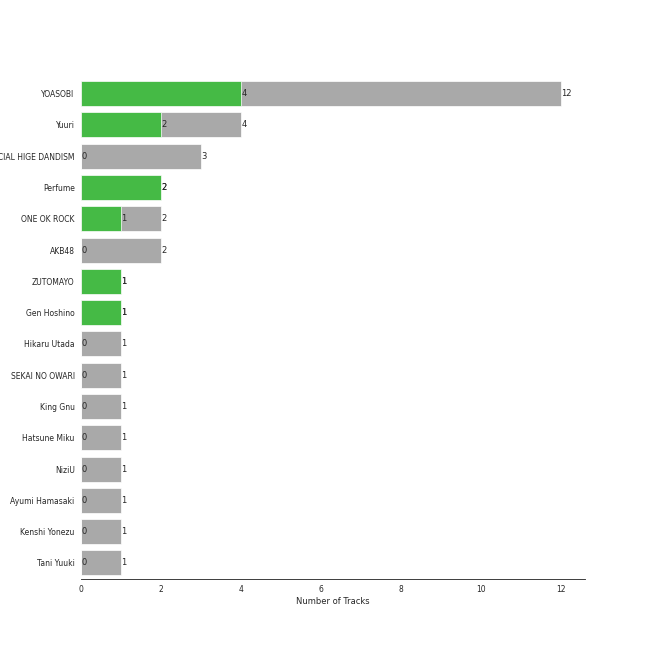 YOASOBI 4 12
Yuuri 2 4
CIAL HIGE DANDISM 0 3
Perfume 2
ONE OK ROCK 1 2
AKB48 0 2
ZUTOMAYO 1
Gen Hoshino 1
Hikaru Utada 0 1
SEKAI NO OWARI 0 1
King Gnu 0 1
Hatsune Miku 0 1
NiziU 0 1
Ayumi Hamasaki 0 1
Kenshi Yonezu 0 1
Tani Yuuki 0 1
0 2 4 6 8 10 12
Number of Tracks